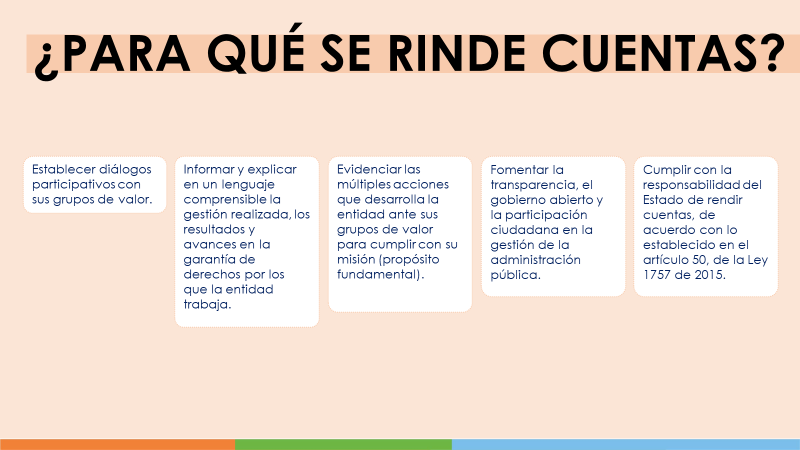 ¿PARA QUÉ SE RINDE CUENTAS?
Establecer diálogos
participativos con
sus grupos de valor.
Informar y explicar
en un lenguaje
comprensible la
gestión realizada, los
resultados y
avances en la
garantía de
derechos por los
que la entidad
trabaja.
Evidenciar las
múltiples acciones
que desarrolla la
entidad ante sus
grupos de valor
para cumplir con su
misión (propósito
fundamental).
Fomentar la
transparencia, el
gobierno abierto y
la participación
ciudadana en la
gestión de la
administración
pública.
Cumplir con la
responsabilidad del
Estado de rendir
cuentas, de
acuerdo con lo
establecido en el
artículo 50, de la Ley
1757 de 2015.